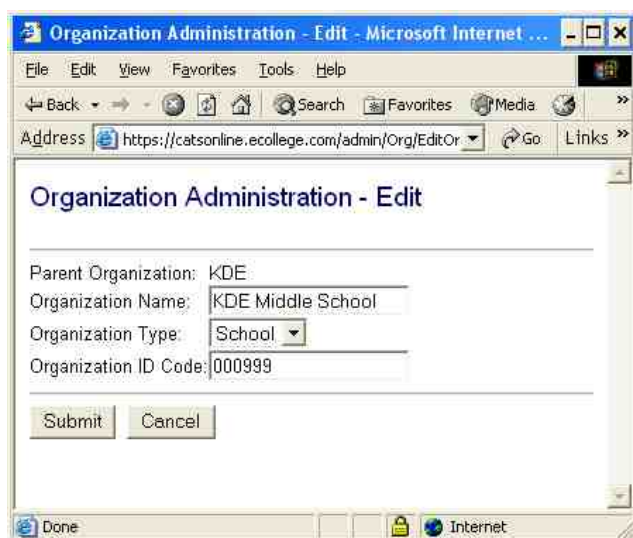 Organization Administration - Edit - Microsoft Internet ...
File Edit View Favorites Tools Help
Back Search Favorites Media »
Address https://catsonline.ecollege.com/admin/Org/EditOr Go Links »
Organization Administration - Edit
Parent Organization: KDE
Organization Name: KDE Middle School
Organization Type: School
Organization ID Code: 000999
Submit Cancel
Done Internet